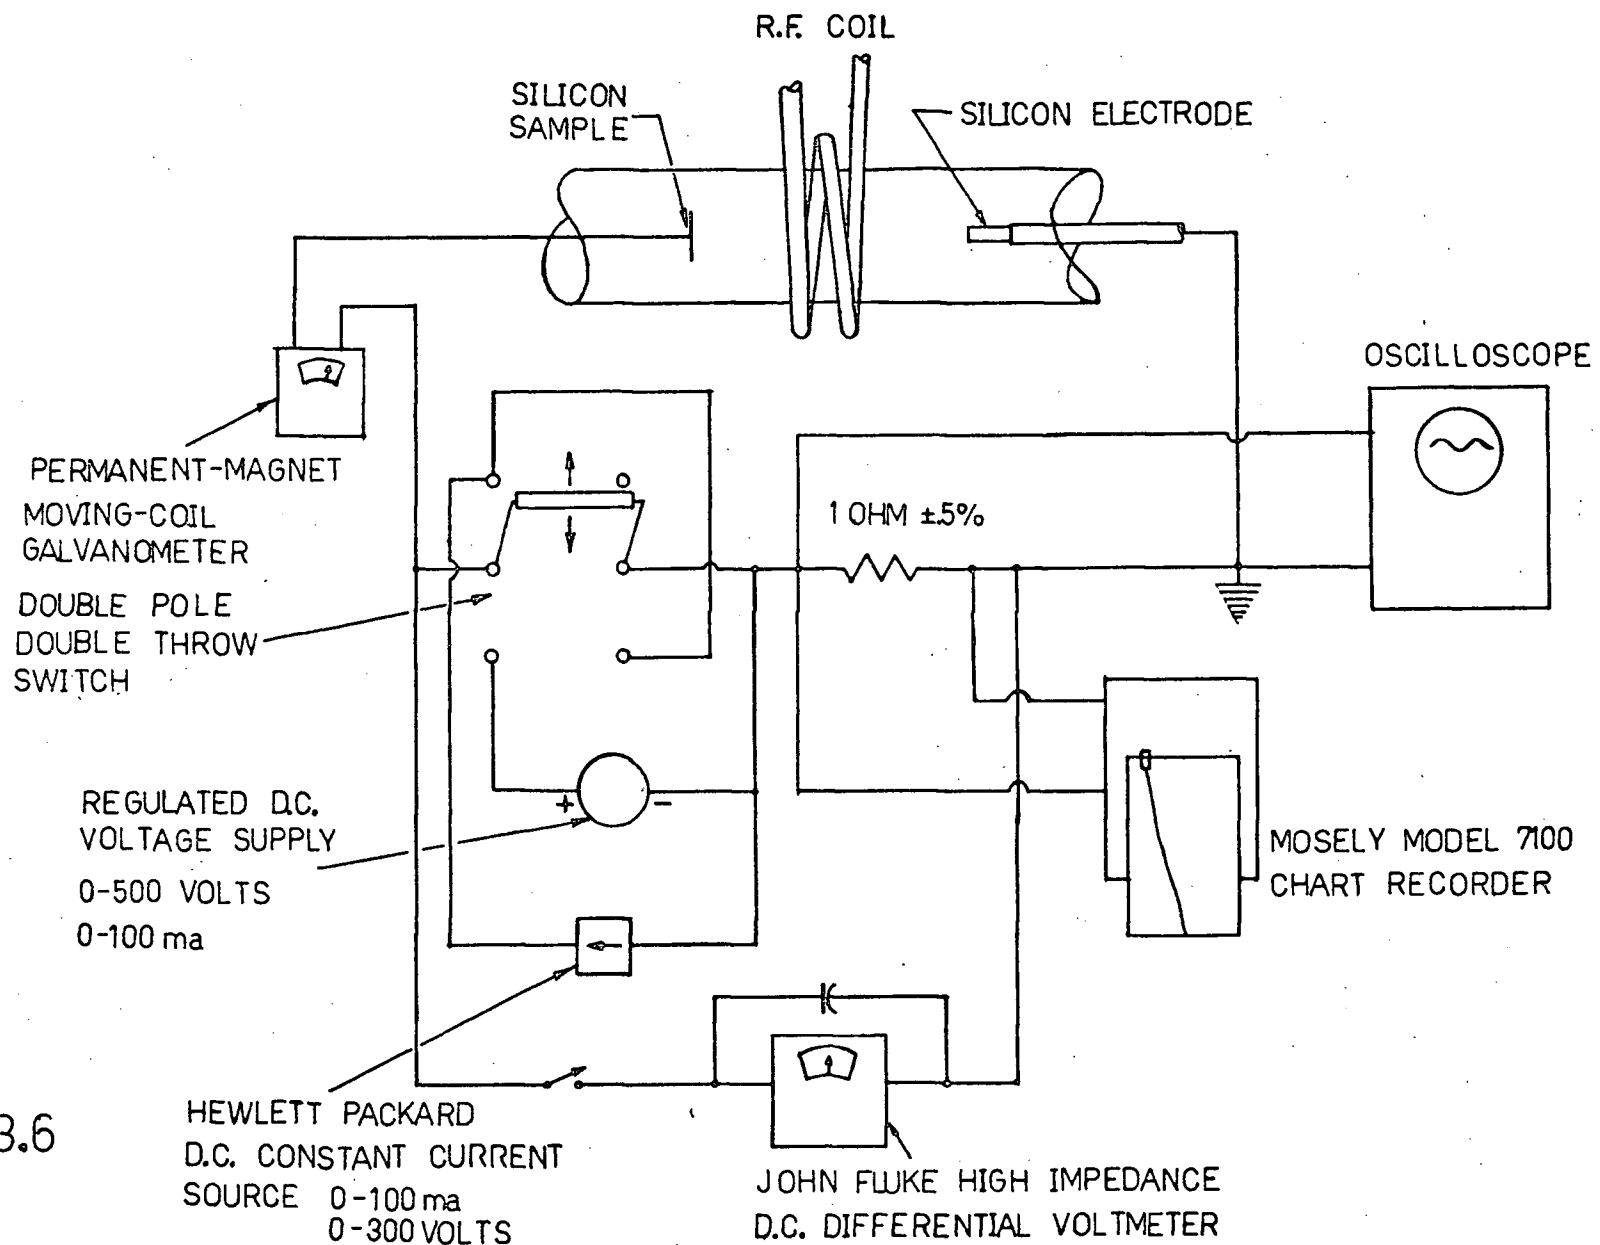 R.F. COIL
SILICON
SAMPLE
SILICON ELECTRODE
OSCILLOSCOPE
PERMANENT-MAGNET
MOVING-COIL
GALVANOMETER
1 OHM ±.5%
DOUBLE POLE
DOUBLE THROW
SWITCH
REGULATED D.C.
VOLTAGE SUPPLY
0-500 VOLTS
0-100 ma
+ −
MOSELY MODEL 7100
CHART RECORDER
HEWLETT PACKARD
D.C. CONSTANT CURRENT
SOURCE 0-100 ma
0-300 VOLTS
JOHN FLUKE HIGH IMPEDANCE
D.C. DIFFERENTIAL VOLTMETER
3.6